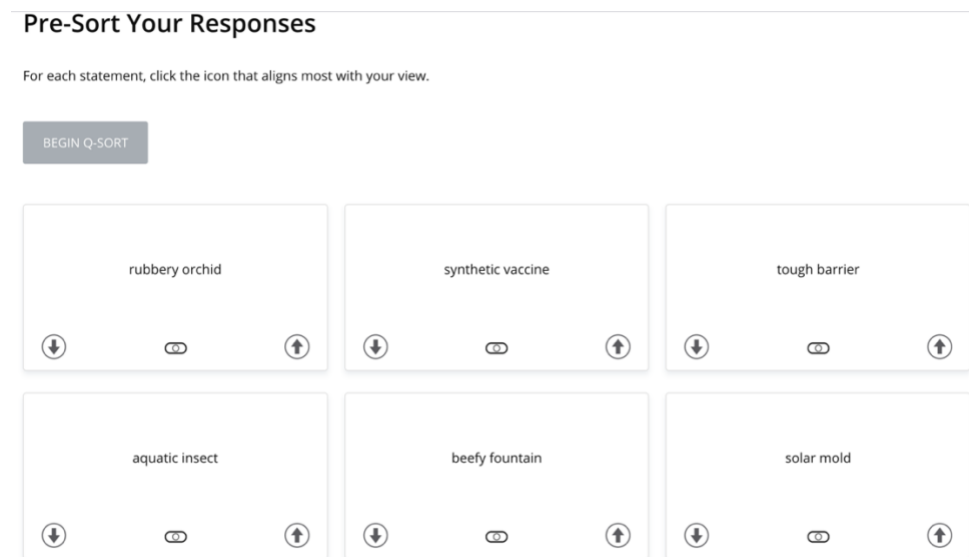 Pre-Sort Your Responses
For each statement, click the icon that aligns most with your view.
BEGIN Q-SORT
rubbery orchid
synthetic vaccine
tough barrier
aquatic insect
beefy fountain
solar mold